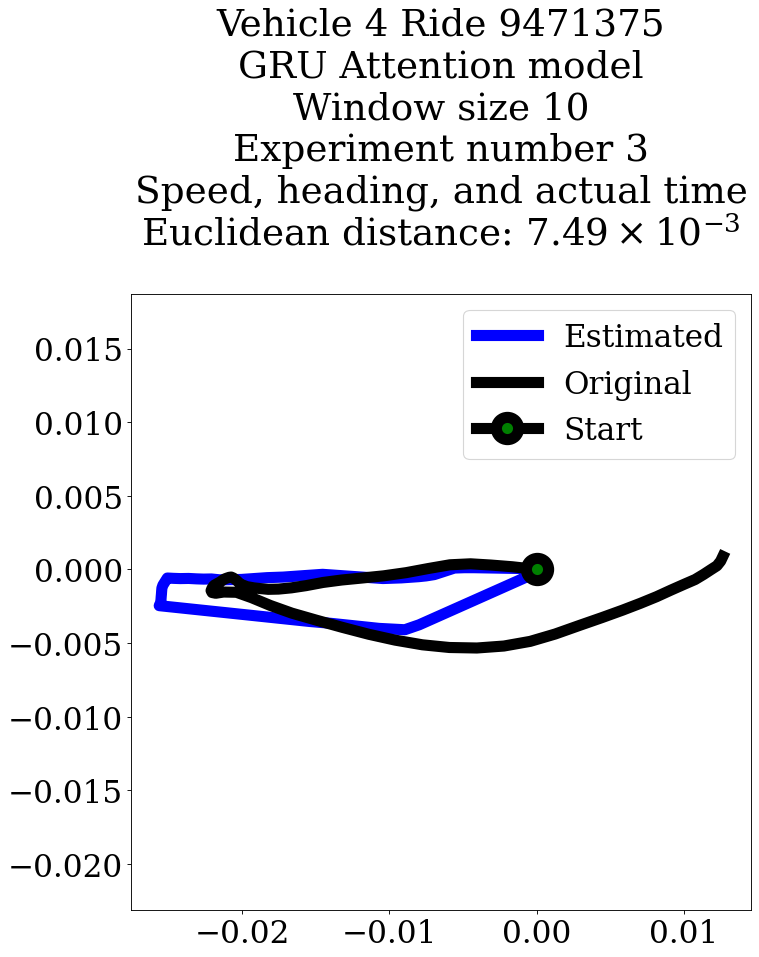 Vehicle 4 Ride 9471375
GRU Attention model
Window size 10
Experiment number 3
Speed, heading, and actual time
Euclidean distance: 7.49 × 10⁻³
Estimated
Original
Start
0.015
0.010
0.005
0.000
−0.005
−0.010
−0.015
−0.020
−0.02 −0.01 0.00 0.01